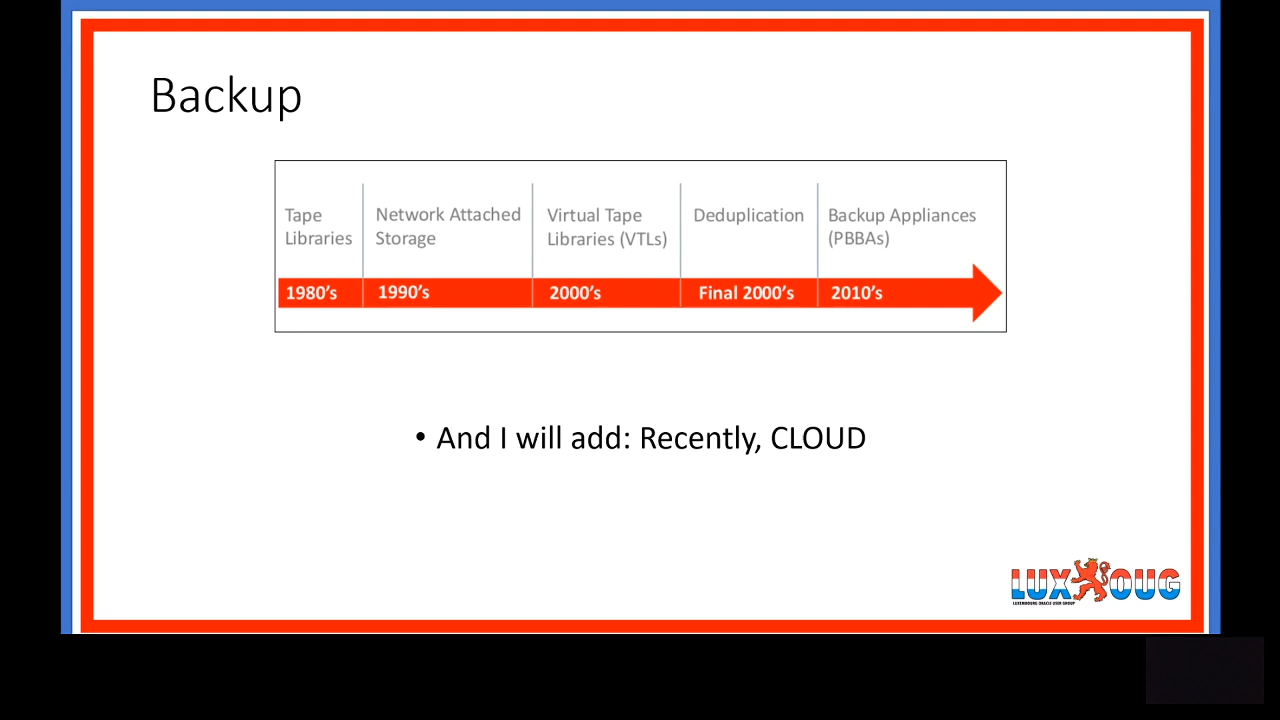 Backup
Tape
Libraries
Network Attached
Storage
Virtual Tape
Libraries (VTLs)
Deduplication
Backup Appliances
(PBBAs)
1980's
1990's
2000's
Final 2000's
2010's
• And I will add: Recently, CLOUD
LUX OUG
LUXEMBOURG ORACLE USER GROUP